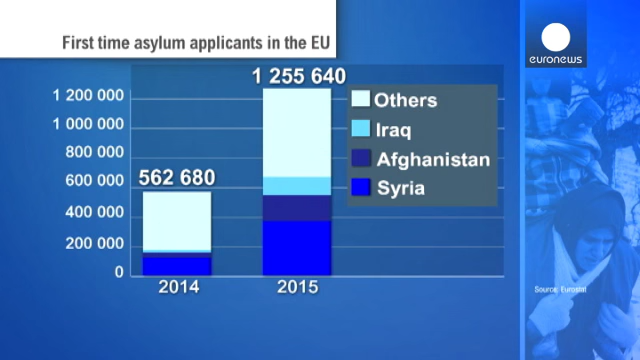 First time asylum applicants in the EU
euronews
1 255 640
1 200 000
1 000 000
800 000
600 000
400 000
200 000
0
562 680
2014
2015
Others
Iraq
Afghanistan
Syria
Source: Eurostat